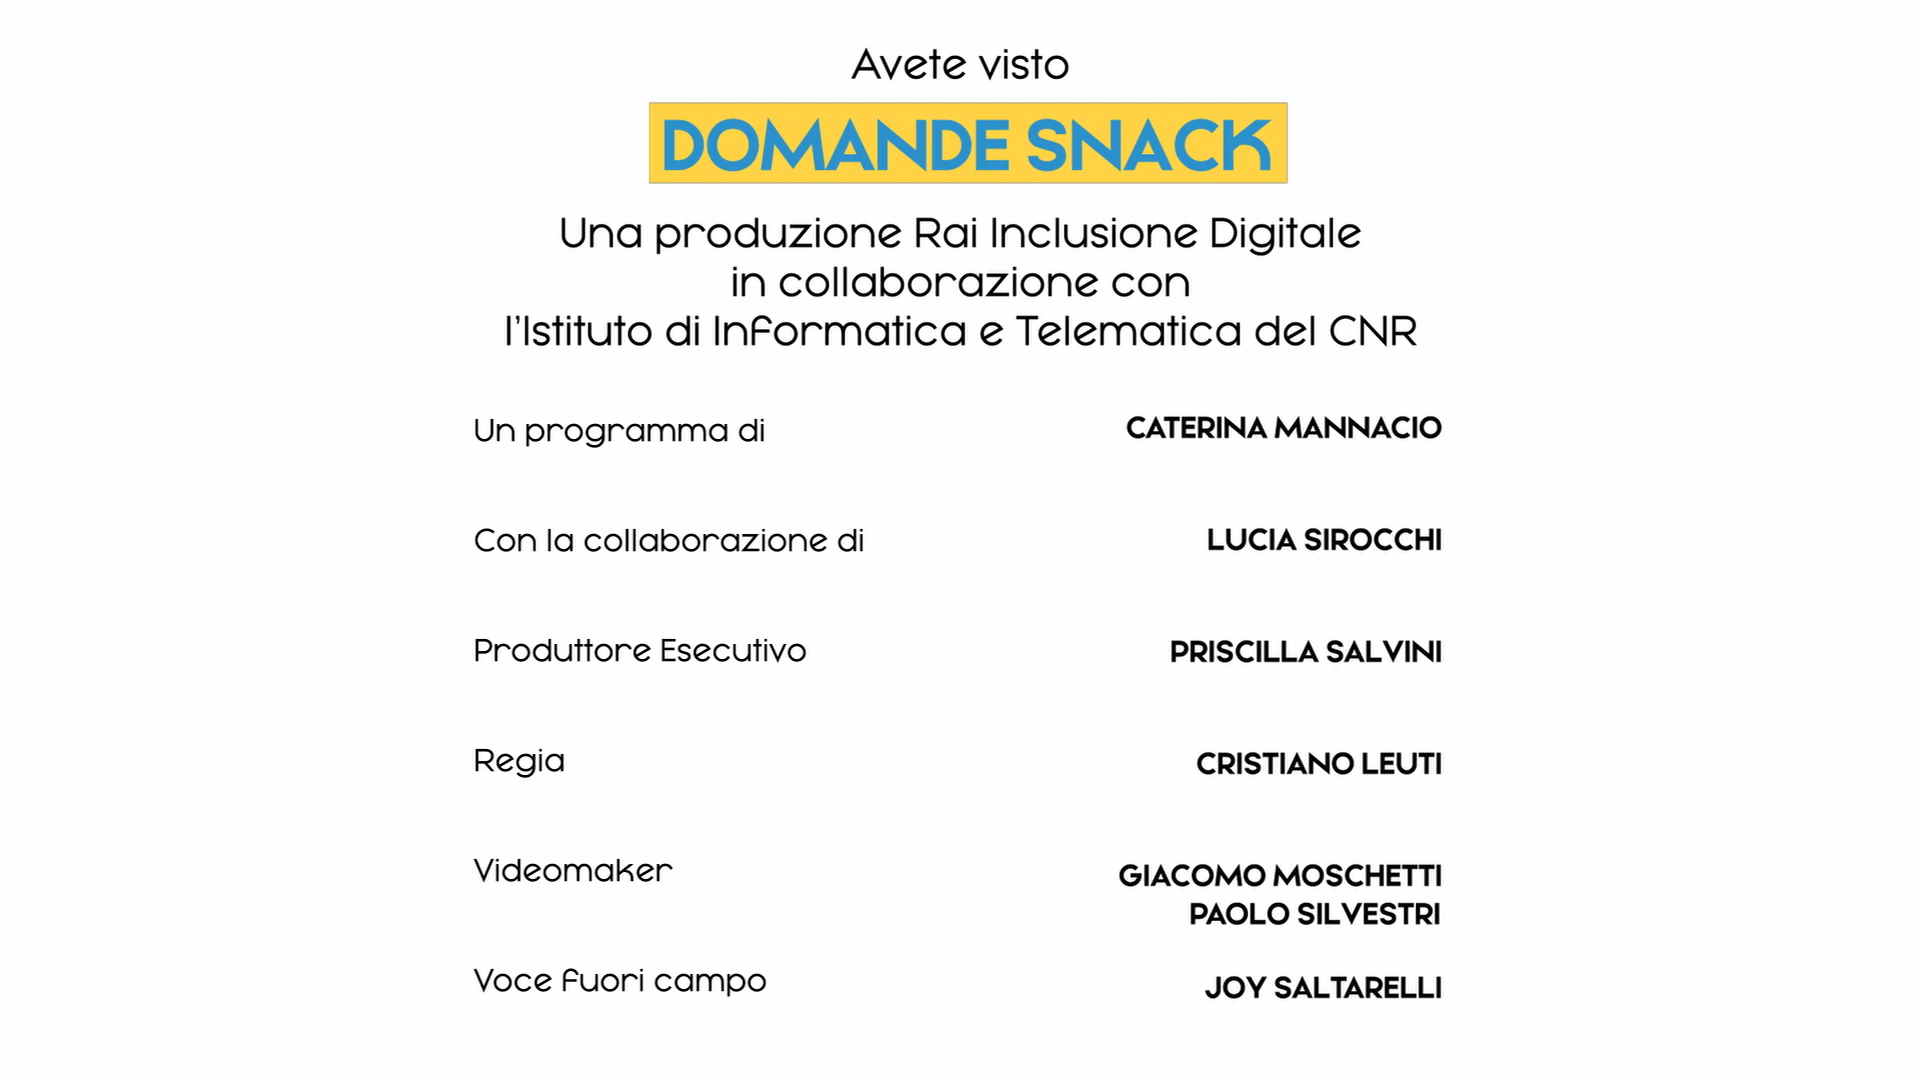 Avete visto
DOMANDE SNACK
Una produzione Rai Inclusione Digitale
in collaborazione con
l'Istituto di Informatica e Telematica del CNR
Un programma di CATERINA MANNACIO
Con la collaborazione di LUCIA SIROCCHI
Produttore Esecutivo PRISCILLA SALVINI
Regia CRISTIANO LEUTI
Videomaker GIACOMO MOSCHETTI
PAOLO SILVESTRI
Voce fuori campo JOY SALTARELLI